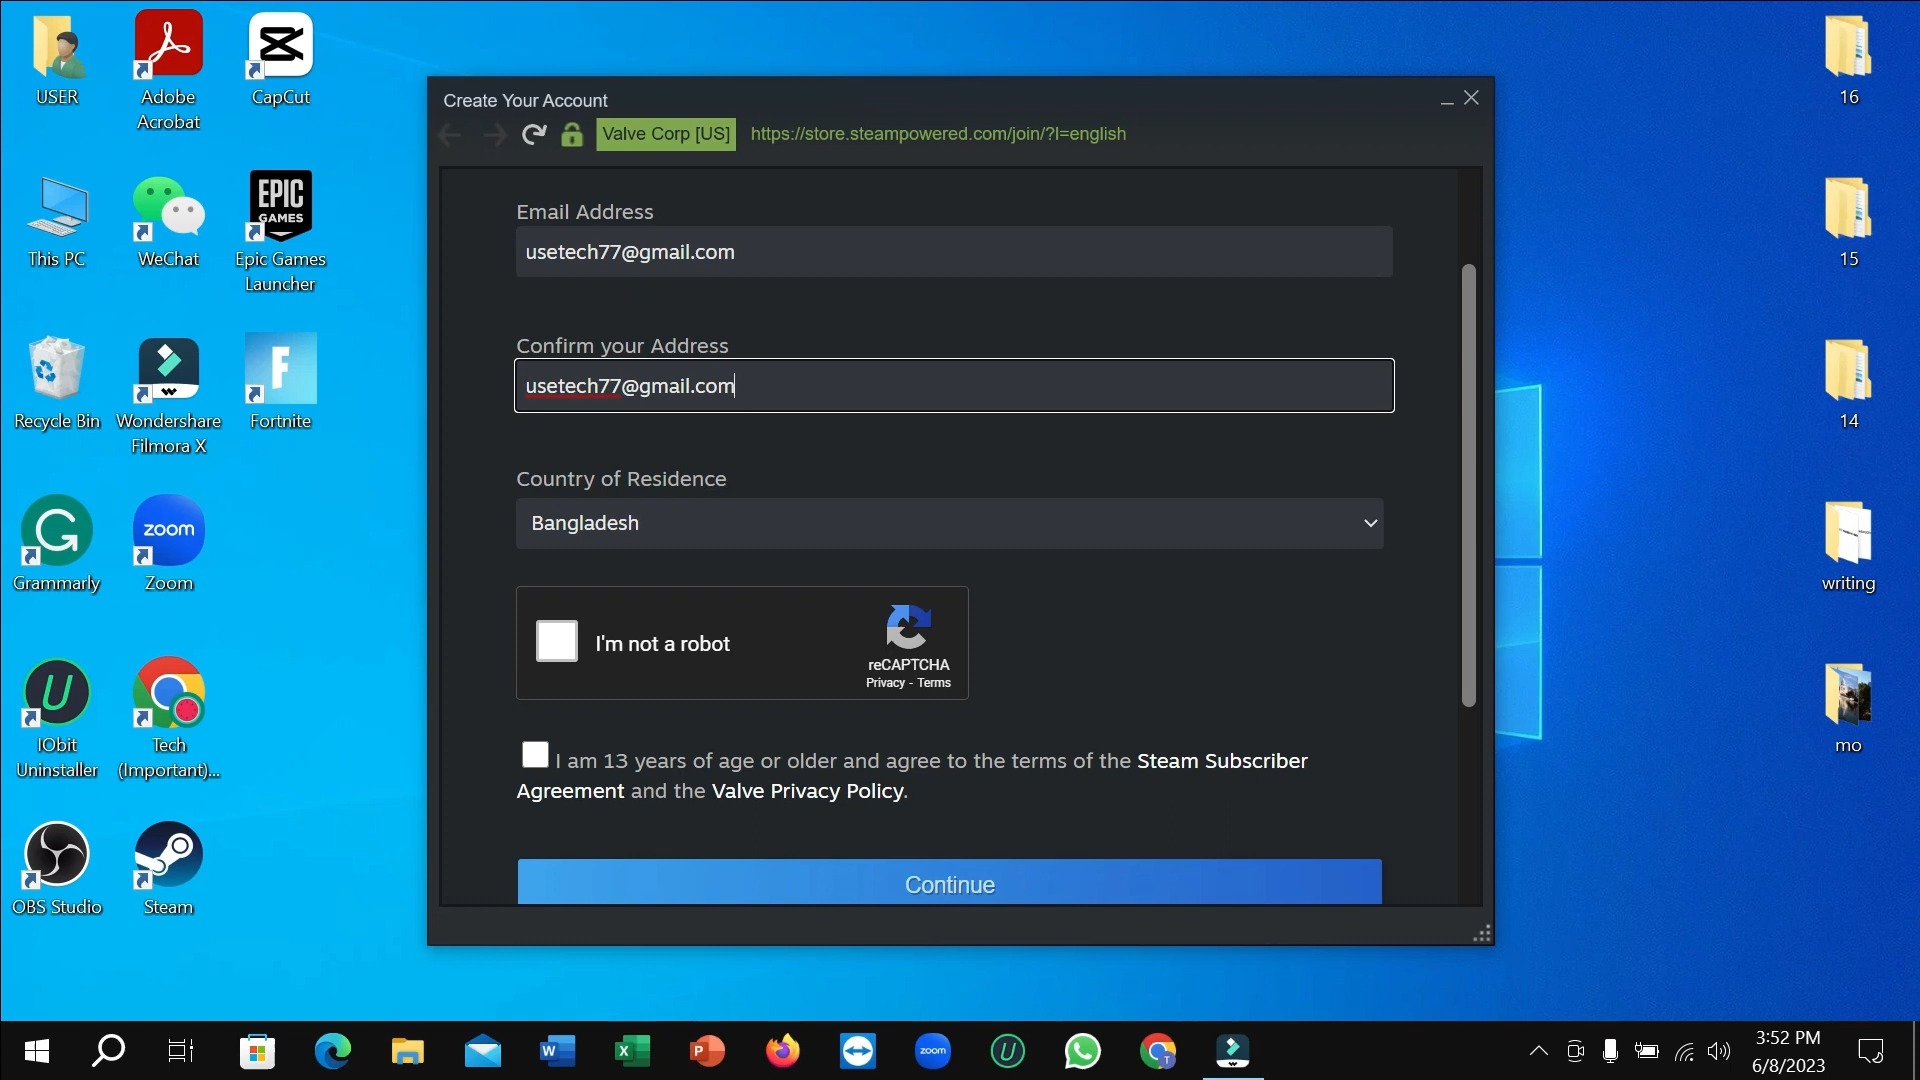 USER
Adobe
Acrobat
CapCut
This PC
WeChat
EPIC
GAMES
Epic Games
Launcher
Recycle Bin
Wondershare
Filmora X
F
Fortnite
G
Grammarly
zoom
Zoom
IObit
Uninstaller
Tech
(Important)...
OBS Studio
Steam
Create Your Account
Valve Corp [US]
https://store.steampowered.com/join/?l=english
Email Address
usetech77@gmail.com
Confirm your Address
usetech77@gmail.com
Country of Residence
Bangladesh
I'm not a robot
reCAPTCHA
Privacy - Terms
I am 13 years of age or older and agree to the terms of the Steam Subscriber
Agreement and the Valve Privacy Policy.
Continue
16
15
14
writing
mo
W
X
P
zoom
U
T
3:52 PM
6/8/2023